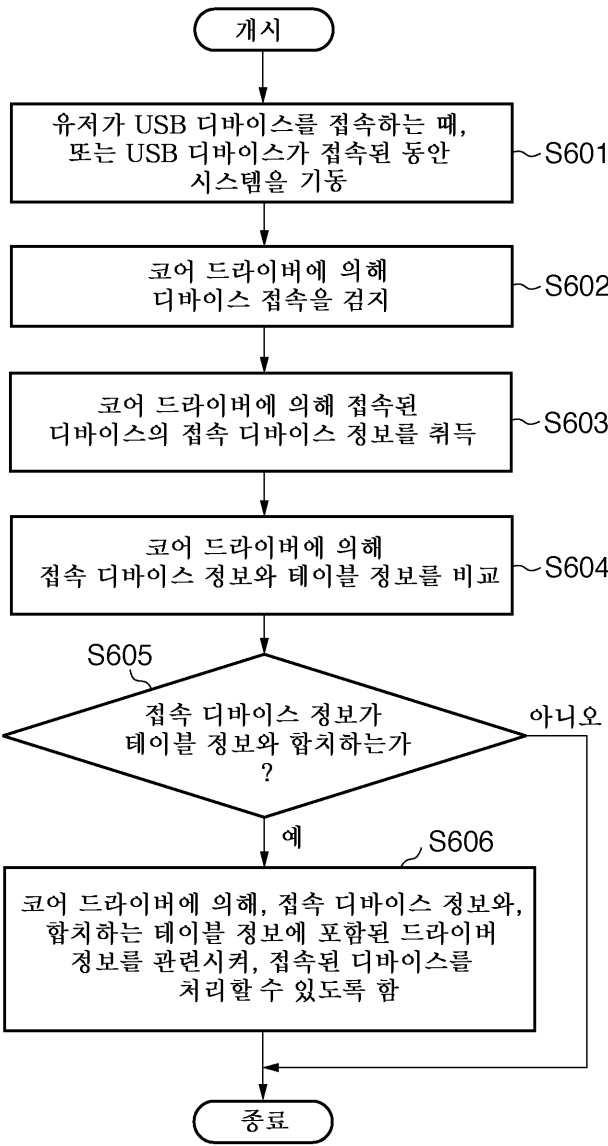 개시
유저가 USB 디바이스를 접속하는 때,
또는 USB 디바이스가 접속된 동안
시스템을 기동
S601
코어 드라이버에 의해
디바이스 접속을 검지
S602
코어 드라이버에 의해 접속된
디바이스의 접속 디바이스 정보를 취득
S603
코어 드라이버에 의해
접속 디바이스 정보와 테이블 정보를 비교
S604
S605
접속 디바이스 정보가
테이블 정보와 합치하는가
?
아니오
예
S606
코어 드라이버에 의해, 접속 디바이스 정보와,
합치하는 테이블 정보에 포함된 드라이버
정보를 관련시켜, 접속된 디바이스를
처리할 수 있도록 함
종료